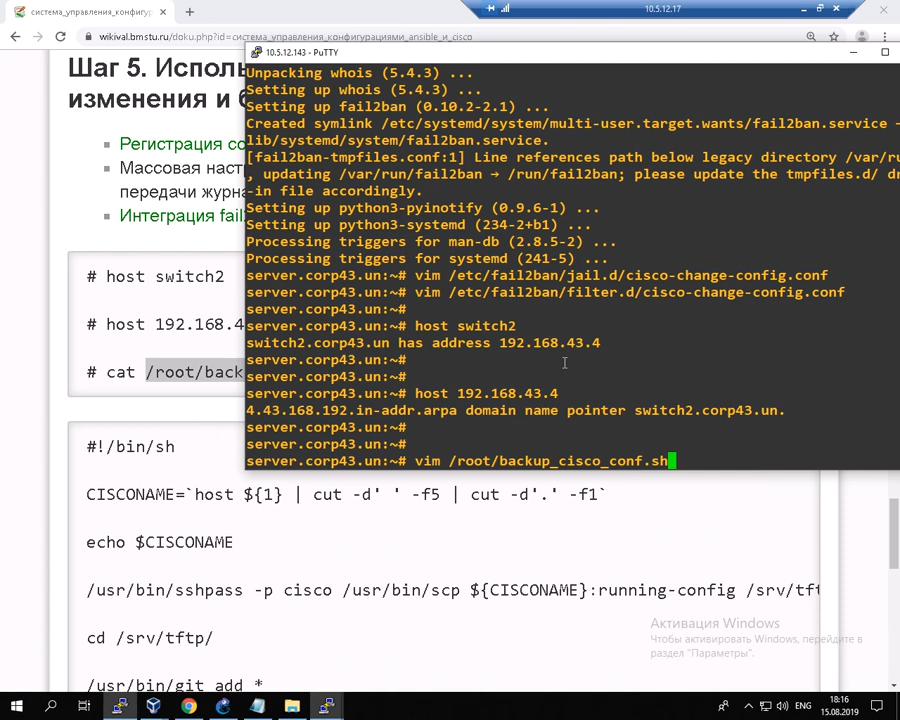 система_управления_конфигур
10.5.12.17
wikival.bmstu.ru/doku.php?id=система_управления_конфигурациями_ansible_и_cisco
Шаг 5. Исполь
изменения и б
Регистрация со
Массовая наст
передачи журна
Интеграция fail2
# host switch2
# host 192.168.4
# cat /root/back
10.5.12.143 - PuTTY
Unpacking whois (5.4.3) ...
Setting up whois (5.4.3) ...
Setting up fail2ban (0.10.2-2.1) ...
Created symlink /etc/systemd/system/multi-user.target.wants/fail2ban.service →
lib/systemd/system/fail2ban.service.
[fail2ban-tmpfiles.conf:1] Line references path below legacy directory /var/ru
, updating /var/run/fail2ban → /run/fail2ban; please update the tmpfiles.d/ dr
-in file accordingly.
Setting up python3-pyinotify (0.9.6-1) ...
Setting up python3-systemd (234-2+b1) ...
Processing triggers for man-db (2.8.5-2) ...
Processing triggers for systemd (241-5) ...
server.corp43.un:~# vim /etc/fail2ban/jail.d/cisco-change-config.conf
server.corp43.un:~# vim /etc/fail2ban/filter.d/cisco-change-config.conf
server.corp43.un:~#
server.corp43.un:~# host switch2
switch2.corp43.un has address 192.168.43.4
server.corp43.un:~#
server.corp43.un:~#
server.corp43.un:~# host 192.168.43.4
4.43.168.192.in-addr.arpa domain name pointer switch2.corp43.un.
server.corp43.un:~#
server.corp43.un:~#
server.corp43.un:~# vim /root/backup_cisco_conf.sh
#!/bin/sh
CISCONAME=`host ${1} | cut -d' ' -f5 | cut -d'.' -f1`
echo $CISCONAME
/usr/bin/sshpass -p cisco /usr/bin/scp ${CISCONAME}:running-config /srv/tft
cd /srv/tftp/
/usr/bin/git add *
Активация Windows
Чтобы активировать Windows, перейдите в
раздел "Параметры".
ENG
18:16
15.08.2019